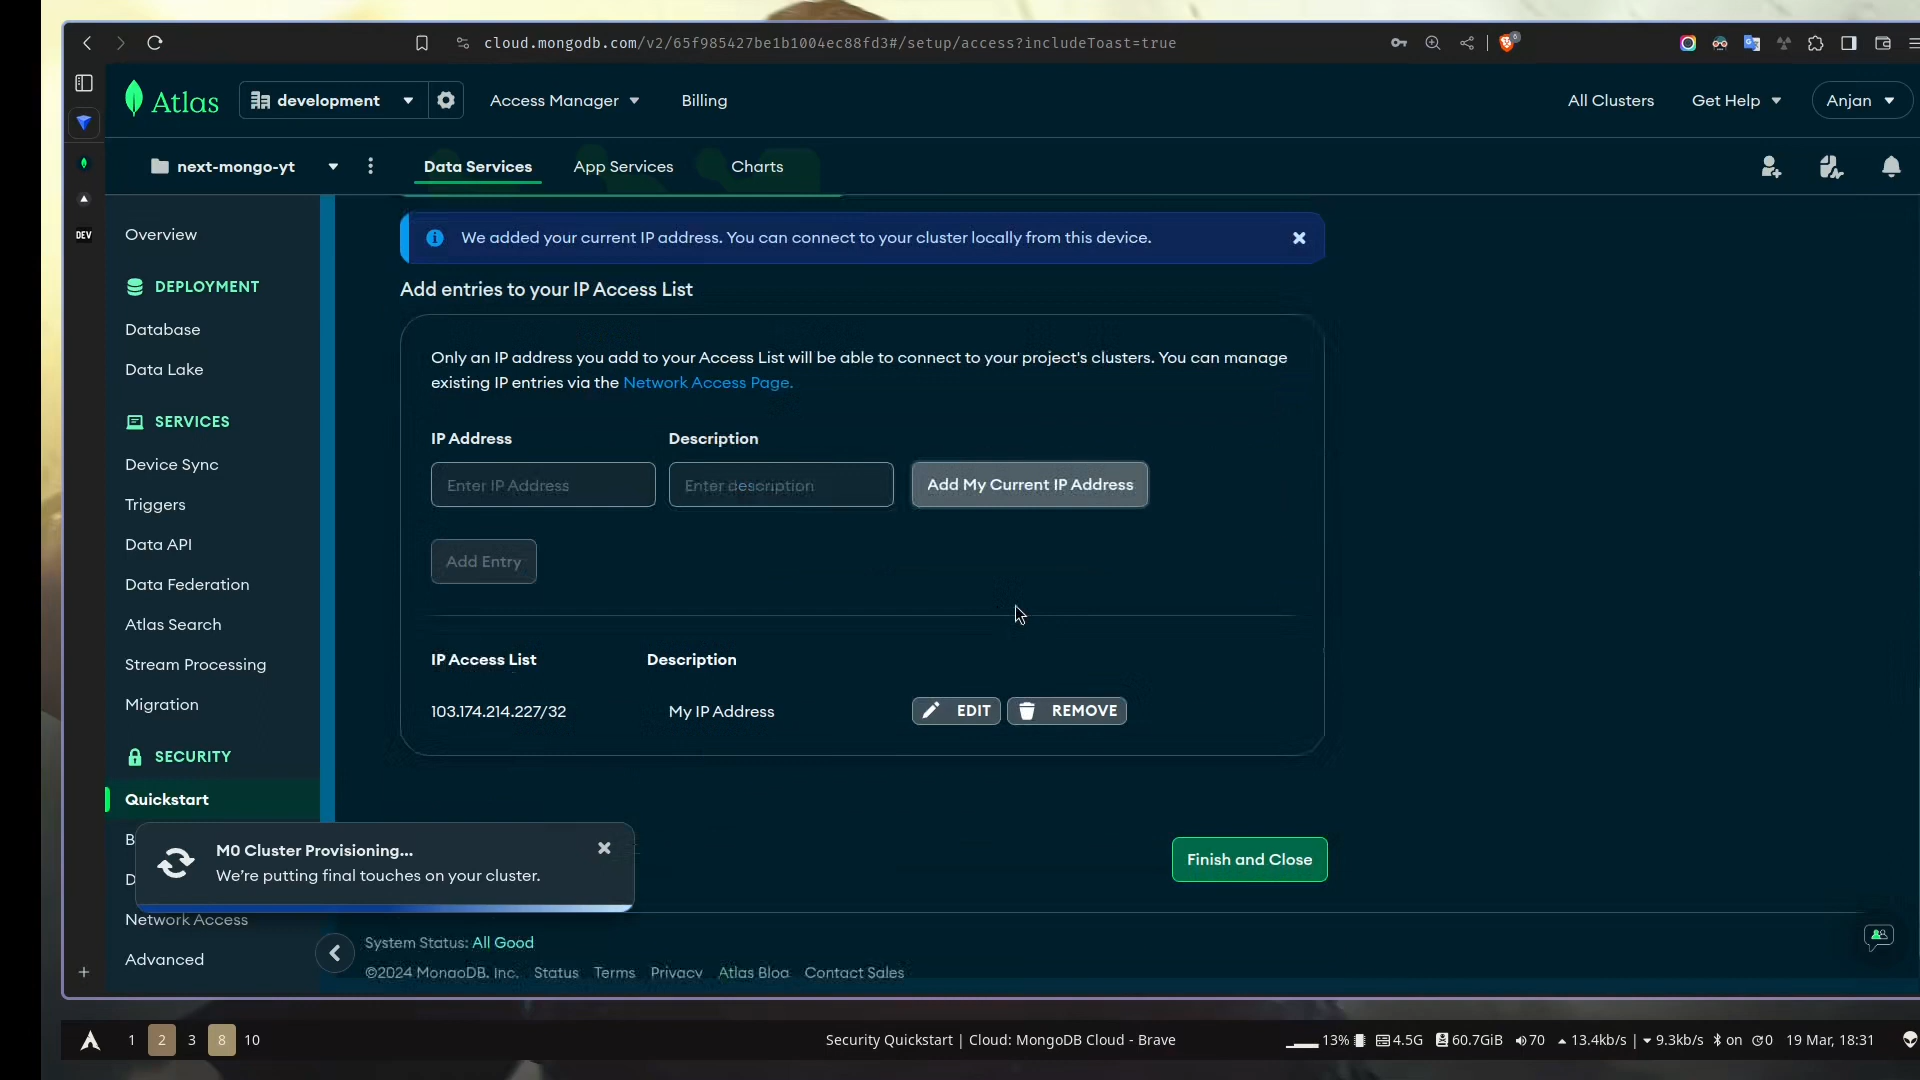 cloud.mongodb.com/v2/65f985427be1b1004ec88fd3#/setup/access?includeToast=true
6
Atlas
development
Access Manager
Billing
All Clusters
Get Help
Anjan
next-mongo-yt
Data Services
App Services
Charts
DEV
Overview
DEPLOYMENT
Database
Data Lake
SERVICES
Device Sync
Triggers
Data API
Data Federation
Atlas Search
Stream Processing
Migration
SECURITY
Quickstart
B
D
Network Access
Advanced
We added your current IP address. You can connect to your cluster locally from this device.
Add entries to your IP Access List
Only an IP address you add to your Access List will be able to connect to your project's clusters. You can manage
existing IP entries via the Network Access Page.
IP Address
Description
Enter IP Address
Enter description
Add My Current IP Address
Add Entry
IP Access List
Description
103.174.214.227/32
My IP Address
EDIT
REMOVE
M0 Cluster Provisioning...
We're putting final touches on your cluster.
Finish and Close
System Status: All Good
©2024 MongoDB, Inc. Status Terms Privacy Atlas Blog Contact Sales
1 2 3 8 10
Security Quickstart | Cloud: MongoDB Cloud - Brave
13% 4.5G 60.7GiB 70 13.4kb/s | 9.3kb/s on 0 19 Mar, 18:31